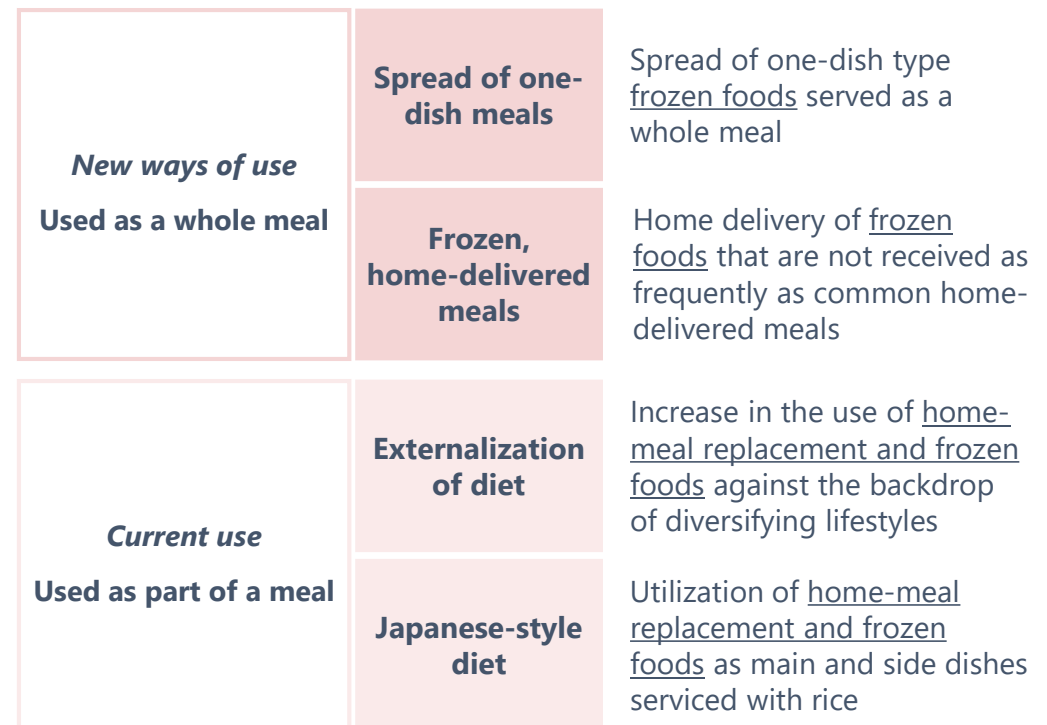 New ways of use
Used as a whole meal
Spread of one-
dish meals
Spread of one-dish type
frozen foods served as a
whole meal
Frozen,
home-delivered
meals
Home delivery of frozen
foods that are not received as
frequently as common home-
delivered meals
Current use
Used as part of a meal
Externalization
of diet
Increase in the use of home-
meal replacement and frozen
foods against the backdrop
of diversifying lifestyles
Japanese-style
diet
Utilization of home-meal
replacement and frozen
foods as main and side dishes
serviced with rice